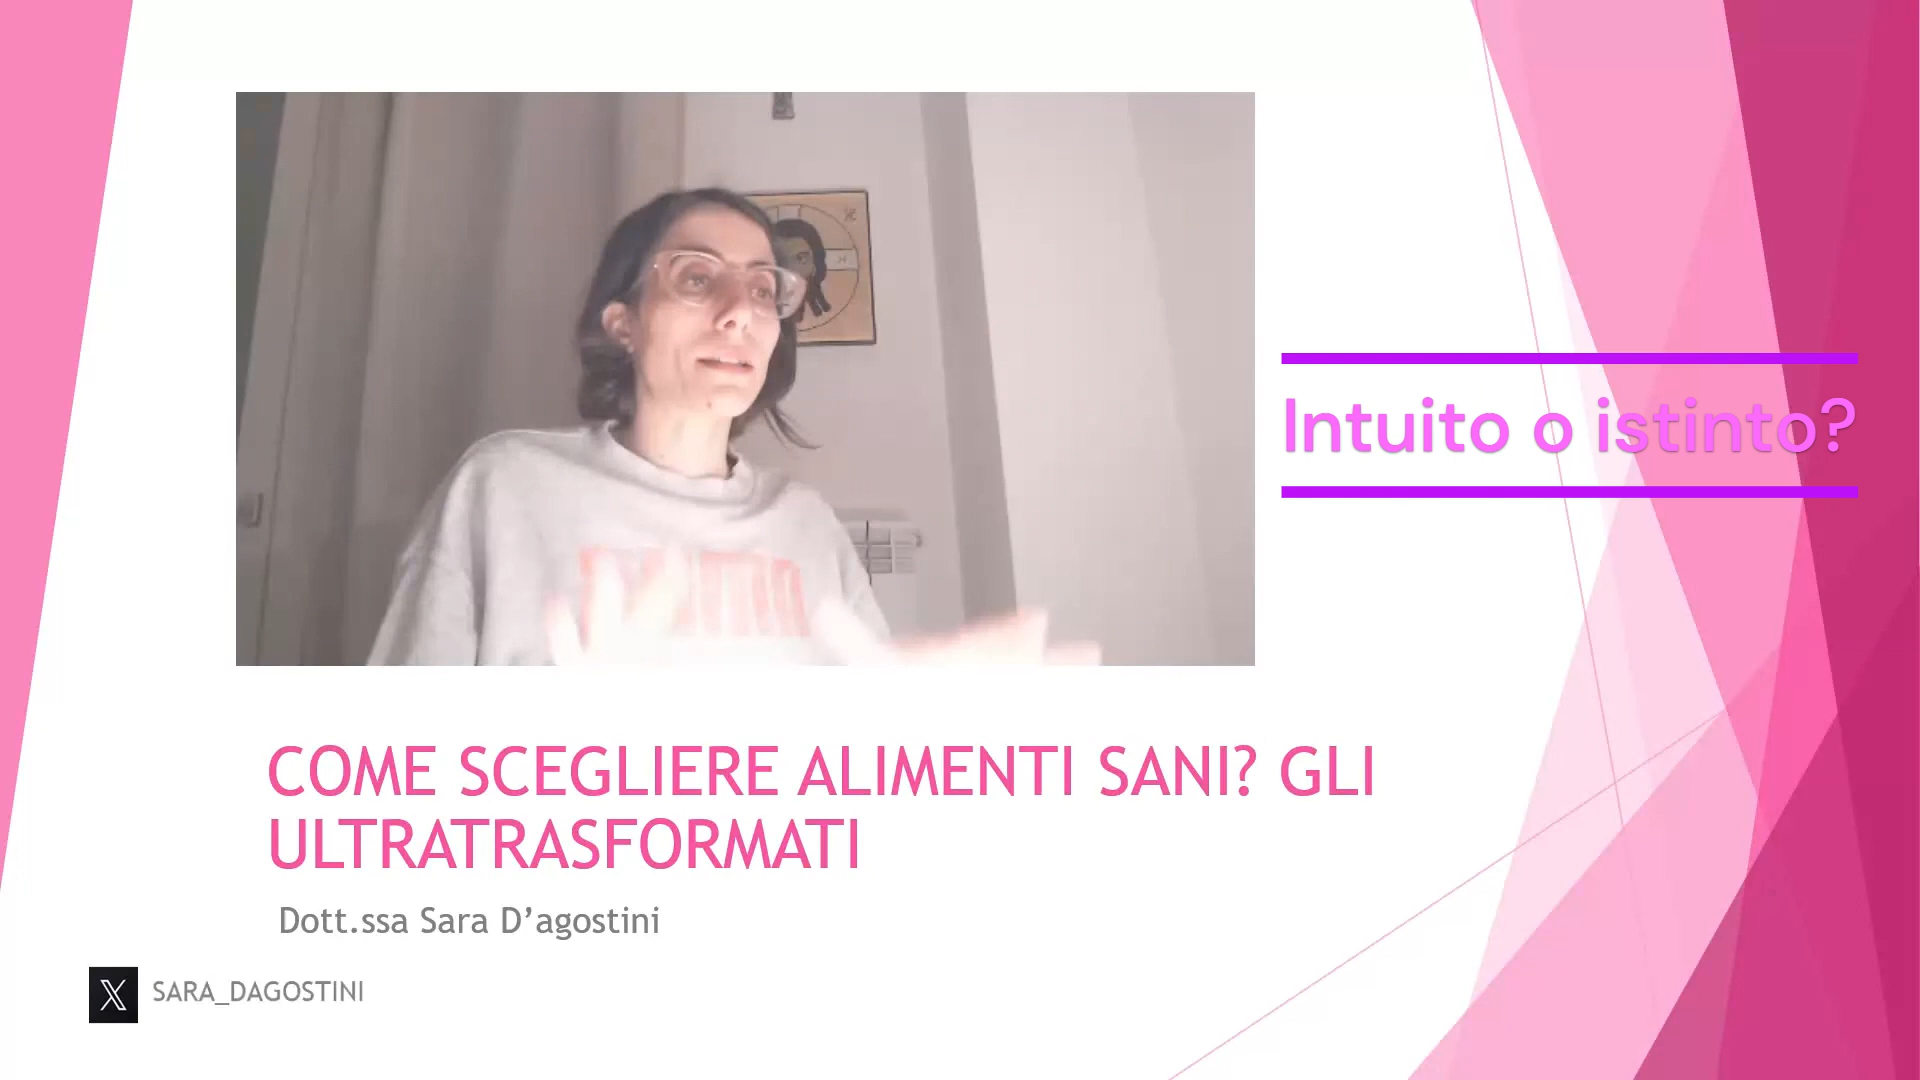 Intuito o istinto?
COME SCEGLIERE ALIMENTI SANI? GLI
ULTRATRASFORMATI
Dott.ssa Sara D’agostini
X SARA_DAGOSTINI